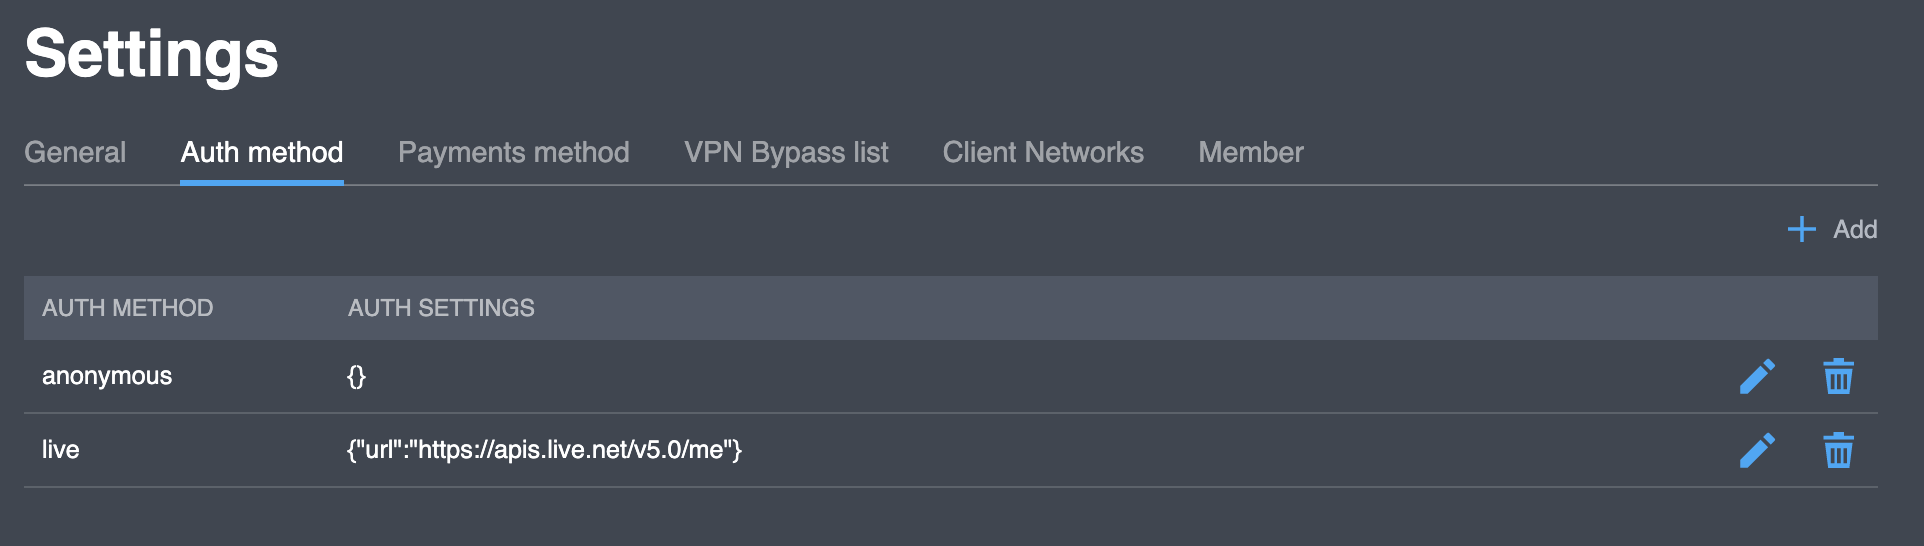 Settings
General Auth method Payments method VPN Bypass list Client Networks Member
Add
AUTH METHOD AUTH SETTINGS
anonymous {}
live {"url":"https://apis.live.net/v5.0/me"}